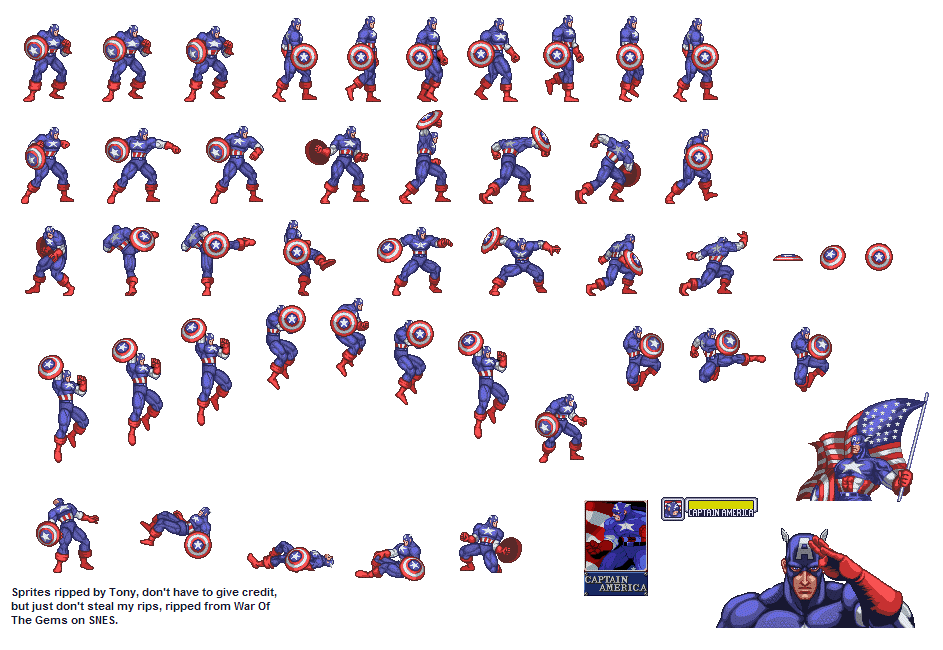 CAPTAIN AMERICA
CAPTAIN
AMERICA
A
Sprites ripped by Tony, don't have to give credit,
but just don't steal my rips, ripped from War Of
The Gems on SNES.